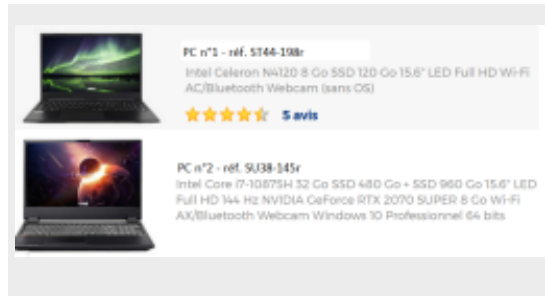 PC n°1 - réf. ST44-198r
Intel Celeron N4120 8 Go SSD 120 Go 15.6" LED Full HD Wi-Fi
AC/Bluetooth Webcam (sans OS)
5 avis
PC n°2 - réf. SU38-145r
Intel Core i7-10875H 32 Go SSD 480 Go + SSD 960 Go 15.6" LED
Full HD 144 Hz NVIDIA GeForce RTX 2070 SUPER 8 Go Wi-Fi
AX/Bluetooth Webcam Windows 10 Professionnel 64 bits